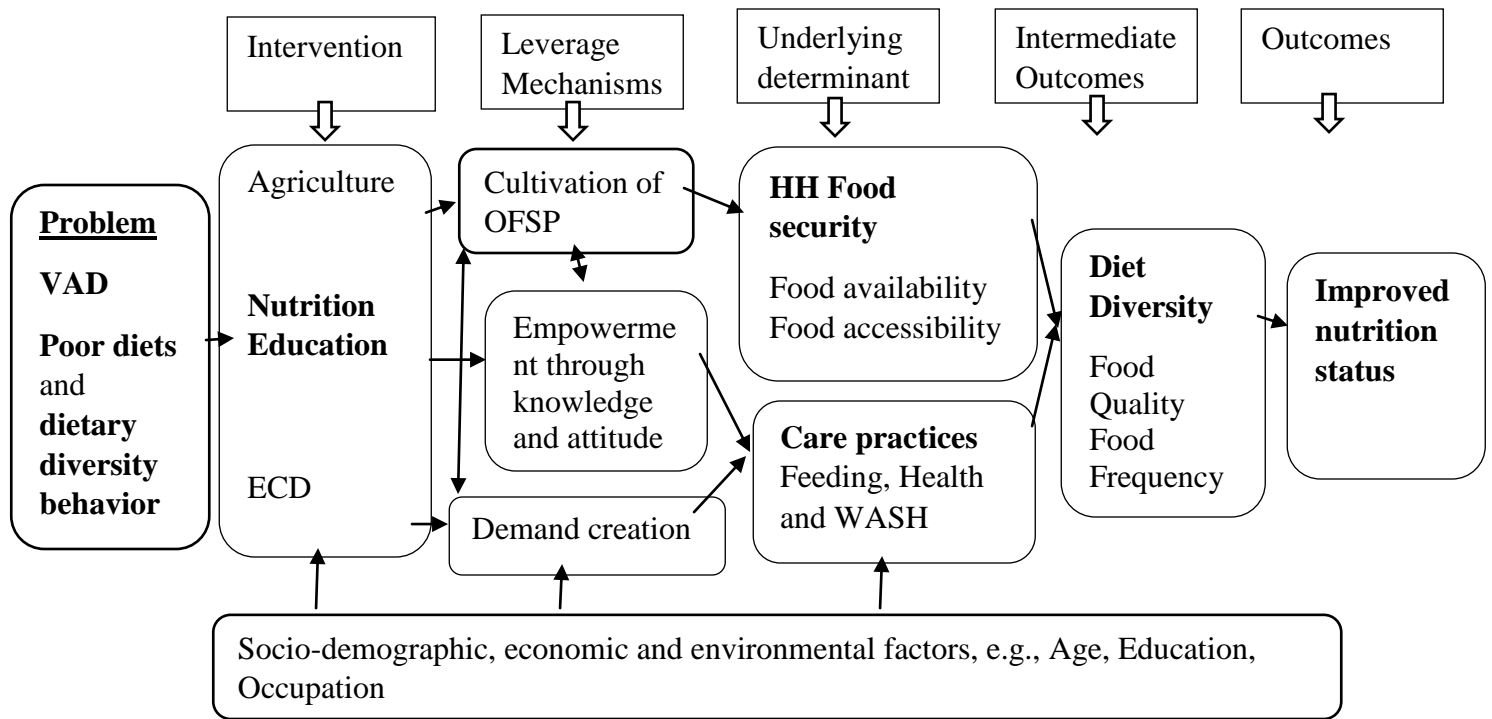 Intervention
Leverage
Mechanisms
Underlying
determinant
Intermediate
Outcomes
Outcomes
Problem
VAD
Poor diets
and
dietary
diversity
behavior
Agriculture
Nutrition
Education
ECD
Cultivation of
OFSP
Empowerme
nt through
knowledge
and attitude
Demand creation
HH Food
security
Food availability
Food accessibility
Care practices
Feeding, Health
and WASH
Diet
Diversity
Food
Quality
Food
Frequency
Improved
nutrition
status
Socio-demographic, economic and environmental factors, e.g., Age, Education,
Occupation